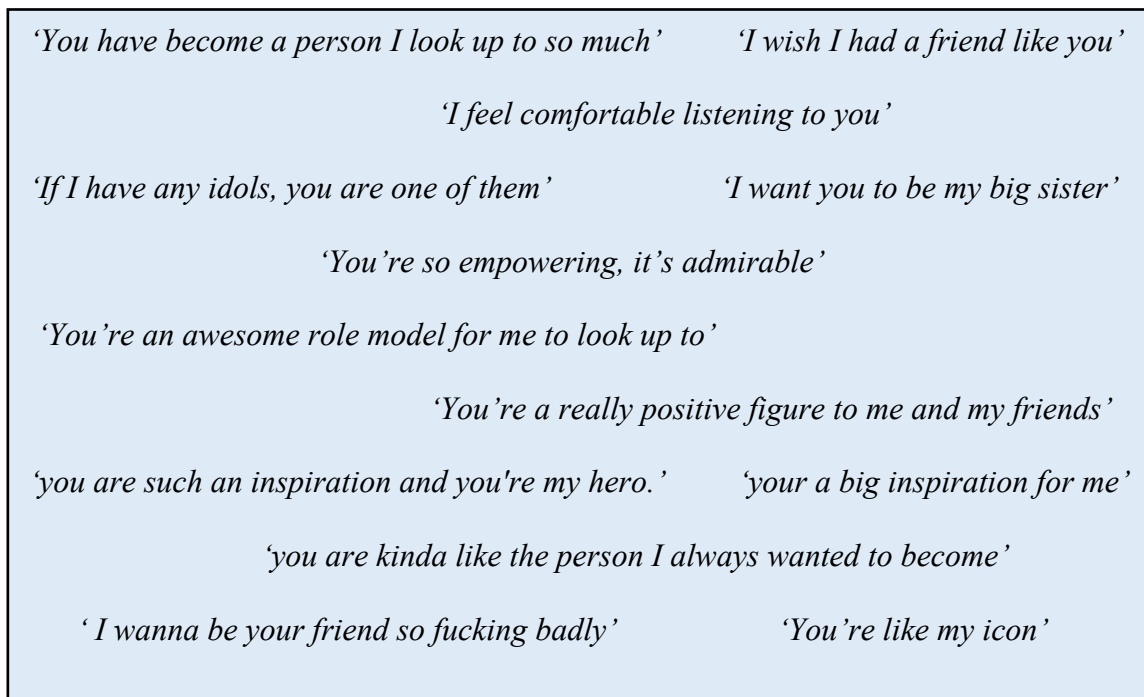 ‘You have become a person I look up to so much’ ‘I wish I had a friend like you’
‘I feel comfortable listening to you’
‘If I have any idols, you are one of them’ ‘I want you to be my big sister’
‘You’re so empowering, it’s admirable’
‘You’re an awesome role model for me to look up to’
‘You’re a really positive figure to me and my friends’
‘you are such an inspiration and you're my hero.’ ‘your a big inspiration for me’
‘you are kinda like the person I always wanted to become’
‘ I wanna be your friend so fucking badly’ ‘You’re like my icon’